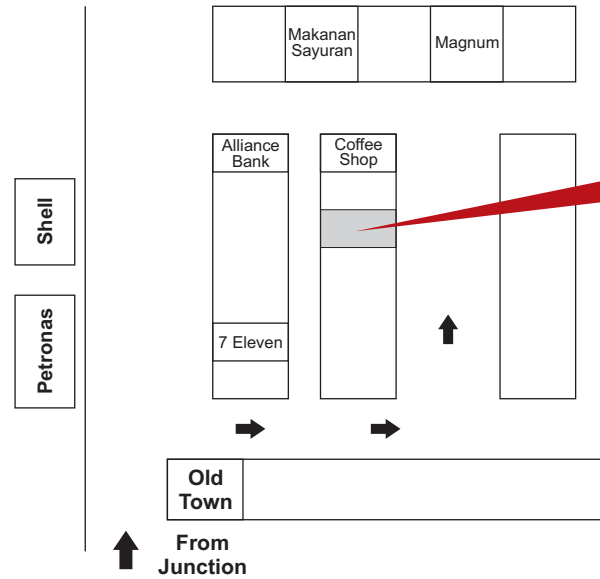 Makanan
Sayuran
Magnum
Alliance
Bank
Coffee
Shop
Shell
Petronas
7 Eleven
Old
Town
From
Junction